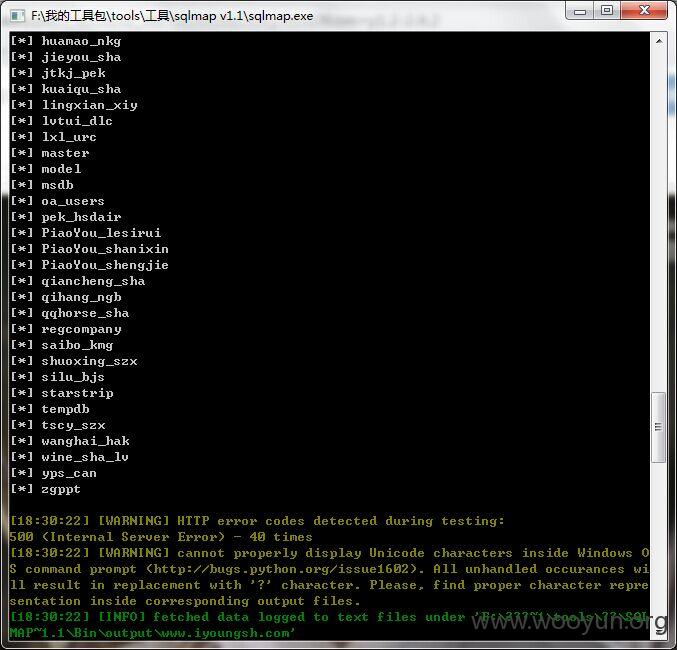 F:\我的工具包\tools\工具\sqlmap v1.1\sqlmap.exe
[*] huamao_nkg
[*] jieyou_sha
[*] jtkj_pek
[*] kuaiqu_sha
[*] lingxian_xiy
[*] lvtui_dlc
[*] lxl_urc
[*] master
[*] model
[*] msdb
[*] oa_users
[*] pek_hsdair
[*] PiaoYou_lesirui
[*] PiaoYou_shanixin
[*] PiaoYou_shengjie
[*] qiancheng_sha
[*] qihang_ngb
[*] qqhorse_sha
[*] regcompany
[*] saibo_kmg
[*] shuoxing_szx
[*] silu_bjs
[*] starstrip
[*] tempdb
[*] tscy_szx
[*] wanghai_hak
[*] wine_sha_lv
[*] yps_can
[*] zgppt
[18:30:22] [WARNING] HTTP error codes detected during testing:
500 (Internal Server Error) - 40 times
[18:30:22] [WARNING] cannot properly display Unicode characters inside Windows O
S command prompt (http://bugs.python.org/issue1602). All unhandled occurances wi
ll result in replacement with '?' character. Please, find proper character repre
sentation inside corresponding output files.
[18:30:22] [INFO] fetched data logged to text files under 'F:\???~1\tools\??\SQL
MAP~1.1\Bin\output\www.iyoungsh.com'
www.wooyun.org